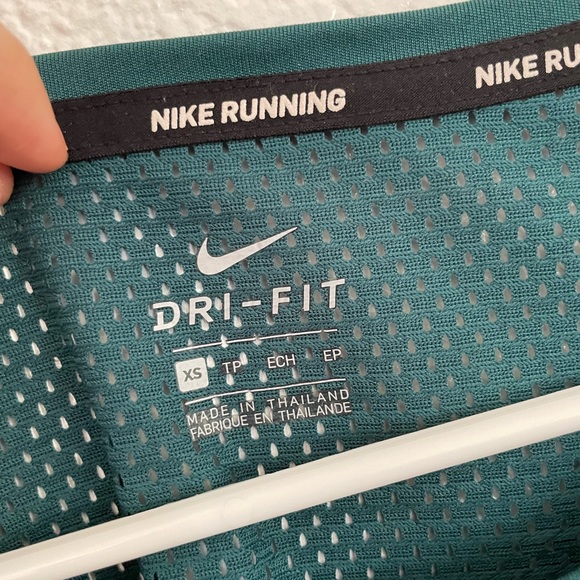 NIKE RUNNING NIKE RU
DRI-FIT
XS TP ECH EP
MADE IN THAILAND
FABRIQUE EN THAILANDE